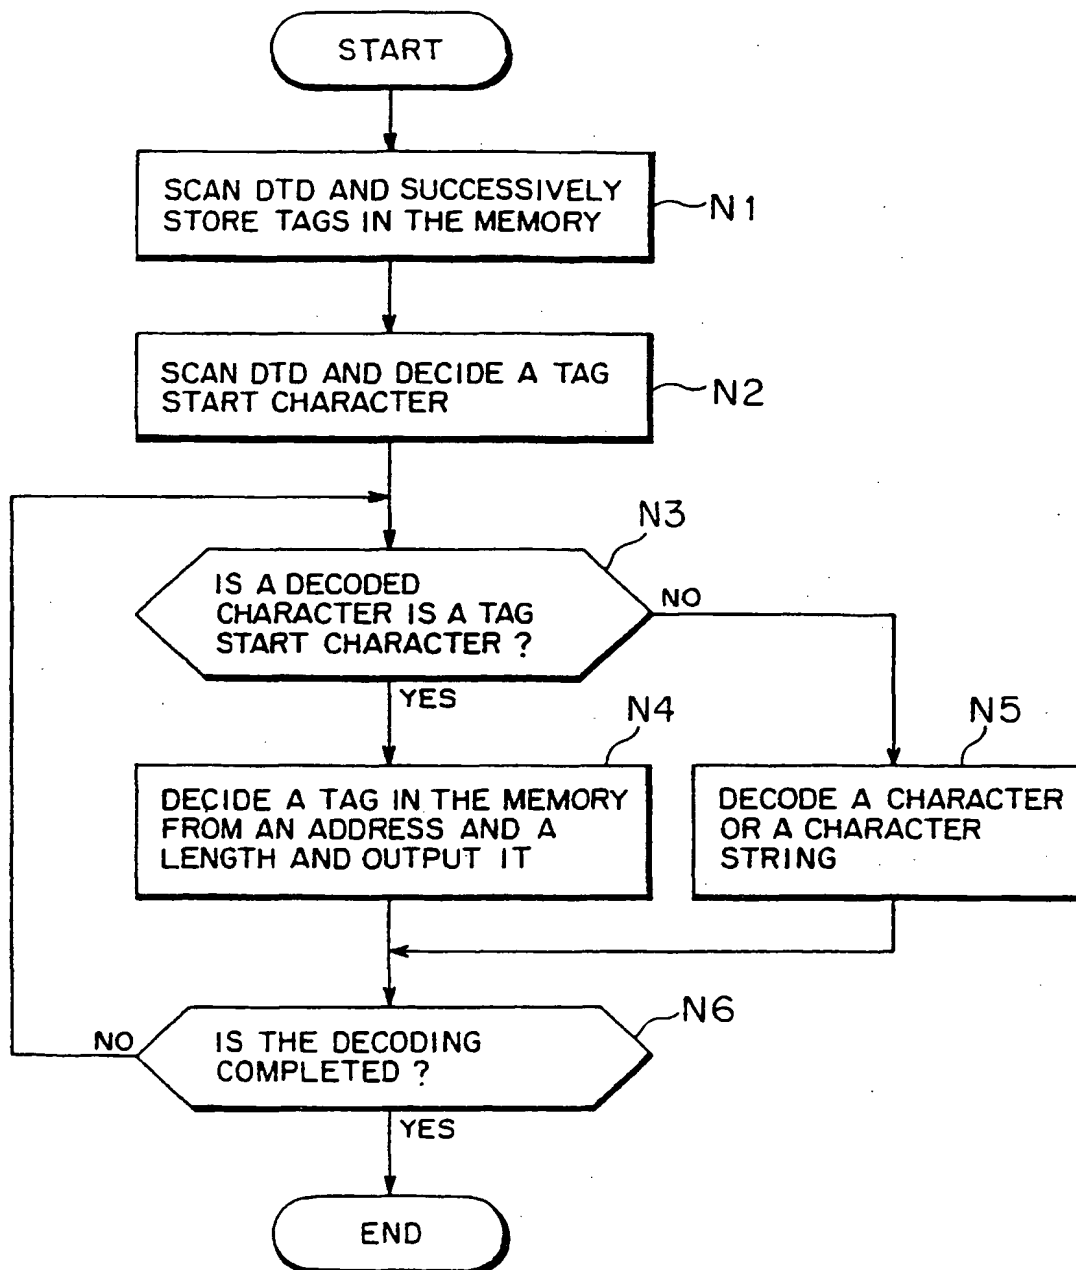 START
SCAN DTD AND SUCCESSIVELY
STORE TAGS IN THE MEMORY
N1
SCAN DTD AND DECIDE A TAG
START CHARACTER
N2
N3
IS A DECODED
CHARACTER IS A TAG
START CHARACTER ?
NO
YES
N4
N5
DECIDE A TAG IN THE MEMORY
FROM AN ADDRESS AND A
LENGTH AND OUTPUT IT
DECODE A CHARACTER
OR A CHARACTER
STRING
N6
NO
IS THE DECODING
COMPLETED ?
YES
END